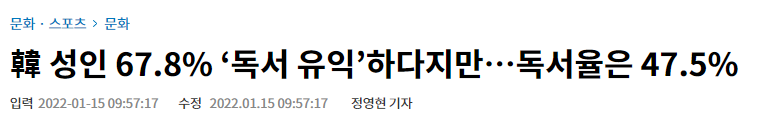 문화 · 스포츠 > 문화
韓 성인 67.8% ‘독서 유익’하다지만…독서율은 47.5%
입력 2022-01-15 09:57:17 수정 2022.01.15 09:57:17 정영현 기자